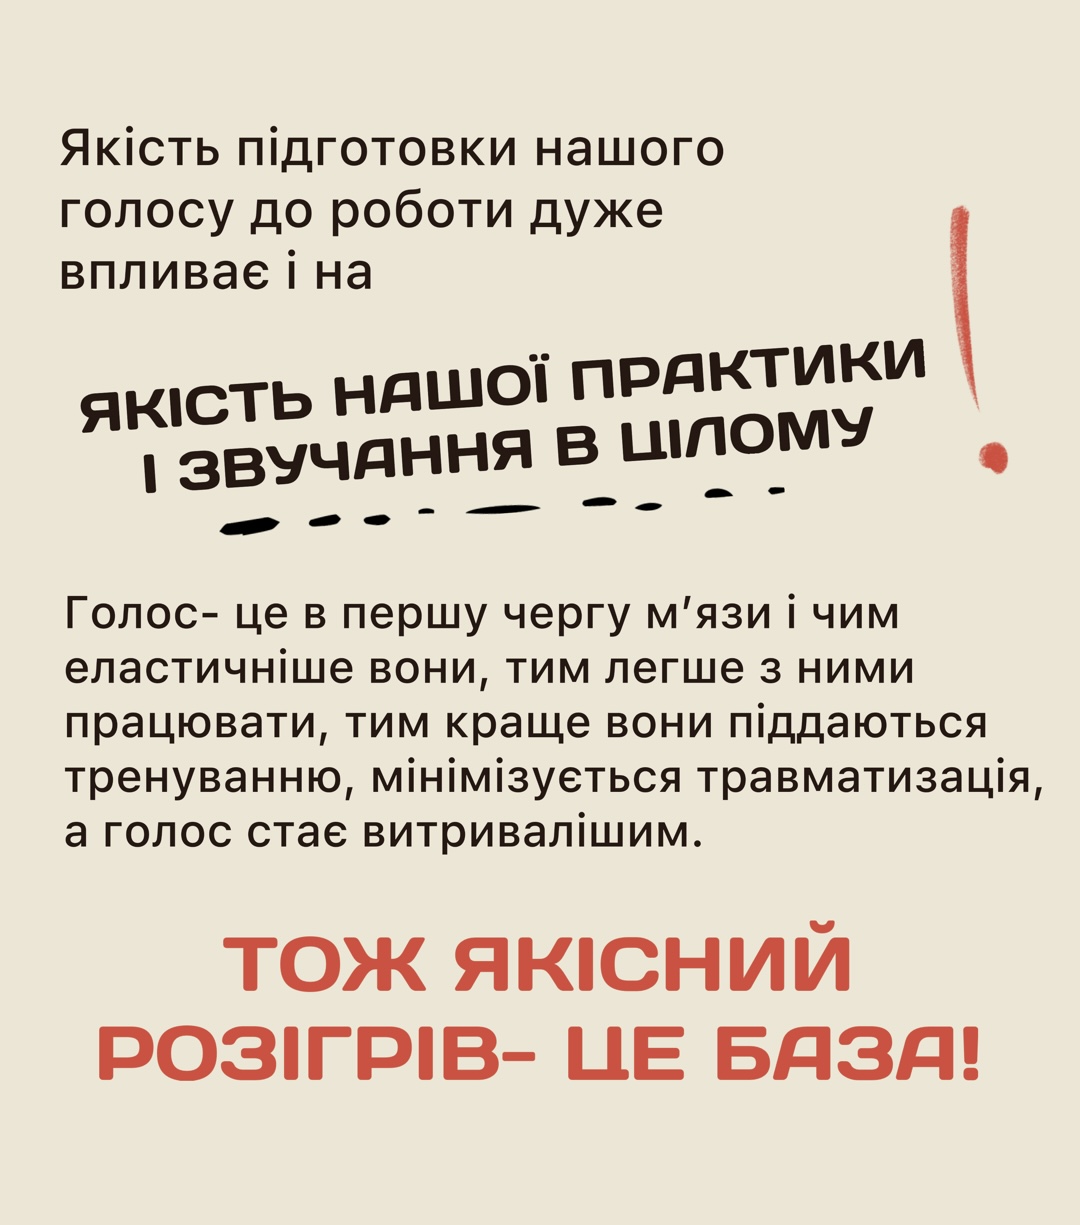 Якість підготовки нашого
голосу до роботи дуже
впливає і на
ЯКІСТЬ НАШОЇ ПРАКТИКИ
І ЗВУЧАННЯ В ЦІЛОМУ
!
Голос- це в першу чергу м’язи і чим
еластичніше вони, тим легше з ними
працювати, тим краще вони піддаються
тренуванню, мінімізується травматизація,
а голос стає витривалішим.
ТОЖ ЯКІСНИЙ
РОЗІГРІВ- ЦЕ БАЗА!